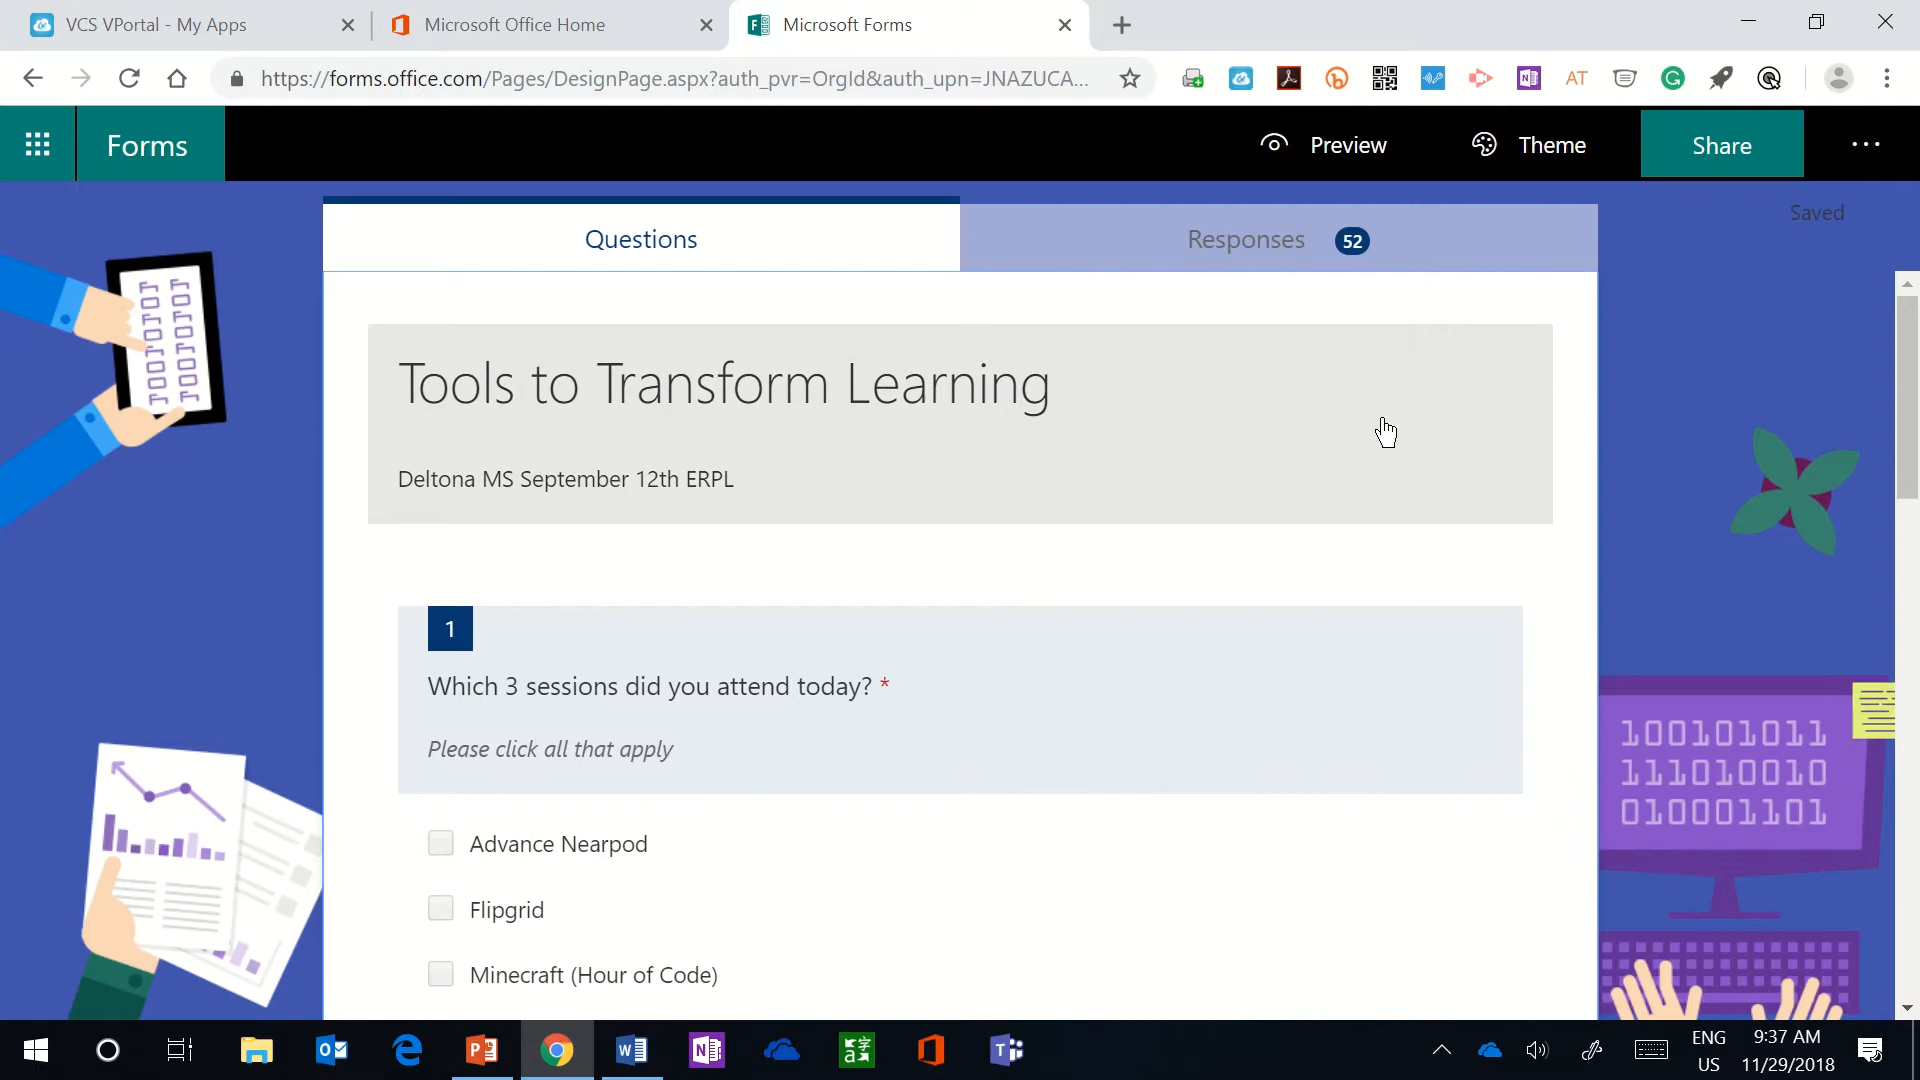 VCS VPortal - My Apps
Microsoft Office Home
Microsoft Forms
https://forms.office.com/Pages/DesignPage.aspx?auth_pvr=OrgId&auth_upn=JNAZUCA...
AT
Forms
Preview
Theme
Share
Saved
Questions
Responses 52
Tools to Transform Learning
Deltona MS September 12th ERPL
1
Which 3 sessions did you attend today? *
Please click all that apply
Advance Nearpod
Flipgrid
Minecraft (Hour of Code)
100101011
111010010
010001101
ENG
US
9:37 AM
11/29/2018